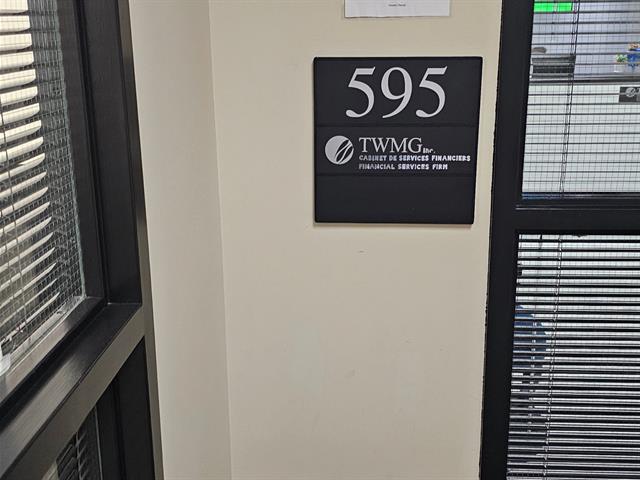 595
TWMG Inc.
CABINET DE SERVICES FINANCIERS
FINANCIAL SERVICES FIRM